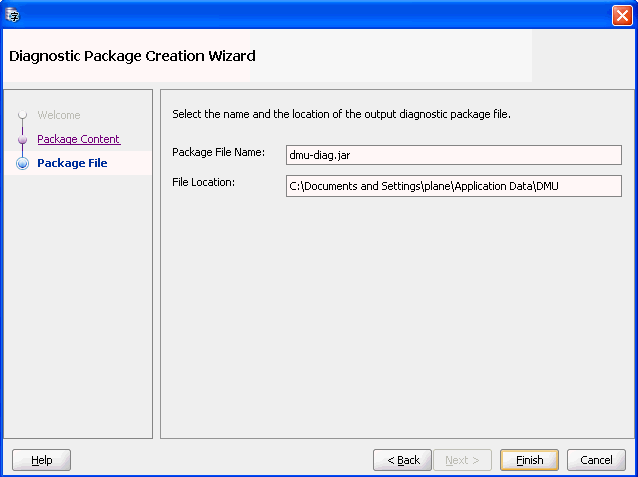 字
Diagnostic Package Creation Wizard
Welcome
Package Content
Package File
Select the name and the location of the output diagnostic package file.
Package File Name:
dmu-diag.jar
File Location:
C:\Documents and Settings\plane\Application Data\DMU
Help
< Back
Next >
Finish
Cancel